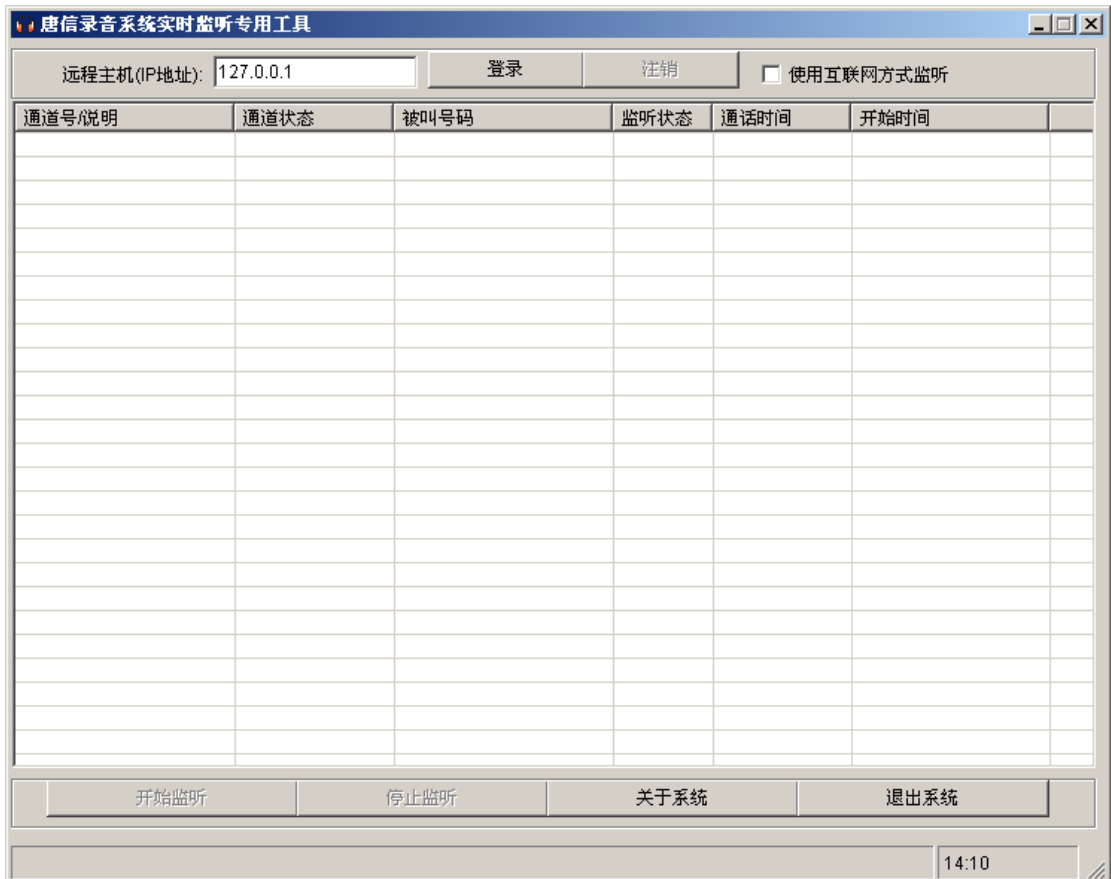 唐信录音系统实时监听专用工具
远程主机(IP地址): 127.0.0.1 登录 注销 使用互联网方式监听
通道号/说明 通道状态 被叫号码 监听状态 通话时间 开始时间
开始监听 停止监听 关于系统 退出系统
14:10